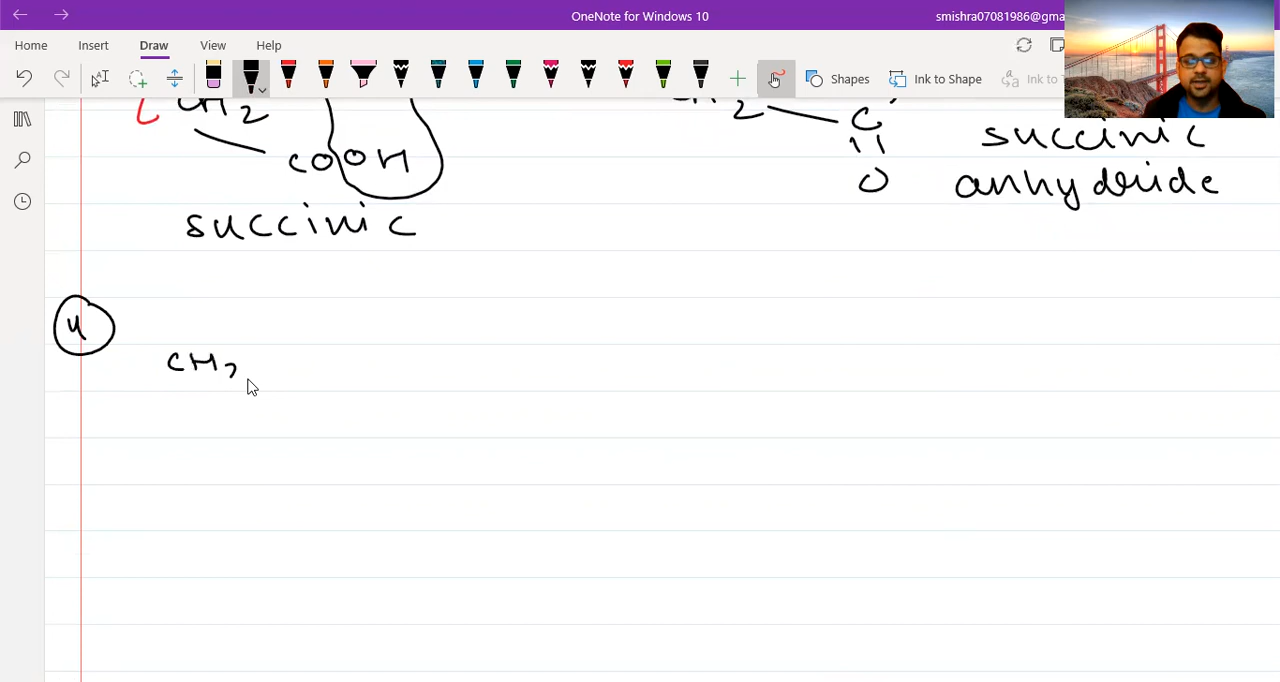 OneNote for Windows 10
smishra07081986@gma
Home Insert Draw View Help
Shapes Ink to Shape Ink to
CH2
COOH
succinic
2
C
O
succinic
anhydride
4
CH2